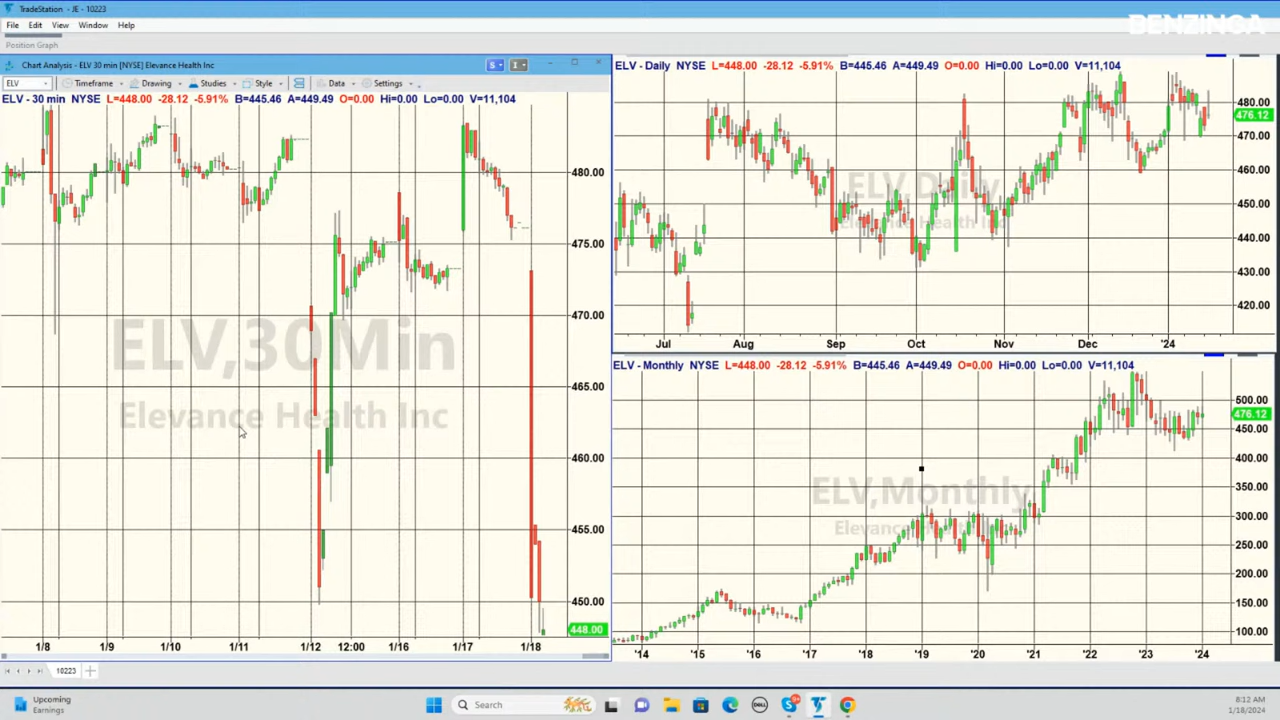 TradeStation - JE - 10223
BENZINGA
File Edit View Window Help
Position Graph
Chart Analysis - ELV 30 min [NYSE] Elevance Health Inc
S
I
ELV Timeframe Drawing Studies Style Data Settings
ELV - 30 min NYSE L=448.00 -28.12 -5.91% B=445.46 A=449.49 O=0.00 Hi=0.00 Lo=0.00 V=11,104
480.00
475.00
470.00
465.00
460.00
455.00
450.00
448.00
ELV,30Min
Elevance Health Inc
1/8 1/9 1/10 1/11 1/12 12:00 1/16 1/17 1/18
ELV - Daily NYSE L=448.00 -28.12 -5.91% B=445.46 A=449.49 O=0.00 Hi=0.00 Lo=0.00 V=11,104
480.00
476.12
470.00
460.00
450.00
440.00
430.00
420.00
ELV,Daily
Elevance Health Inc
Jul Aug Sep Oct Nov Dec '24
ELV - Monthly NYSE L=448.00 -28.12 -5.91% B=445.46 A=449.49 O=0.00 Hi=0.00 Lo=0.00 V=11,104
500.00
476.12
450.00
400.00
350.00
300.00
250.00
200.00
150.00
100.00
ELV,Monthly
Elevance Health Inc
'14 '15 '16 '17 '18 '19 '20 '21 '22 '23 '24
10223
Upcoming
Earnings
Search
DELL
8:12 AM
1/18/2024